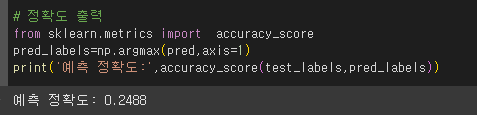 # 정확도 출력
from sklearn.metrics import  accuracy_score
pred_labels=np.argmax(pred,axis=1)
print('예측 정확도:',accuracy_score(test_labels,pred_labels))
예측 정확도: 0.2488